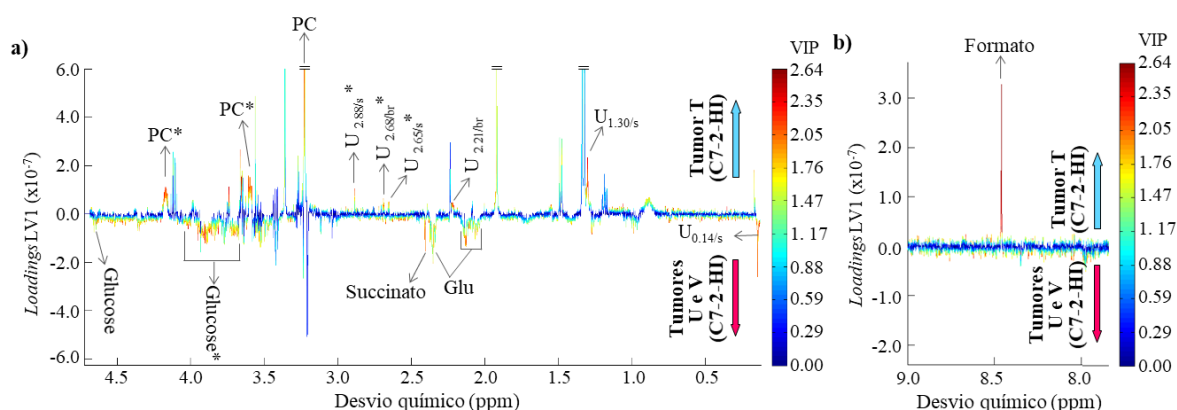 a)
PC
VIP
6.0
4.0
2.0
0.0
-2.0
-4.0
-6.0
Loadings LV1 (x10-7)
PC*
PC*
U 2.88/s*
U 2.68/br*
U 2.65/s*
U 2.21/br
U1.30/s
U0.14/s
Glucose
Glucose*
Succinato
Glu
Tumor T
(C7-2-HI)
Tumores
U e V
(C7-2-HI)
4.5 4.0 3.5 3.0 2.5 2.0 1.5 1.0 0.5
Desvio químico (ppm)
2.64
2.35
2.05
1.76
1.47
1.17
0.88
0.59
0.29
0.00
b)
Formato
VIP
3.0
2.0
1.0
0.0
-1.0
-2.0
Loadings LV1 (x10-7)
Tumor T
(C7-2-HI)
Tumores
U e V
(C7-2-HI)
9.0 8.5 8.0
Desvio químico (ppm)
2.64
2.35
2.05
1.76
1.47
1.17
0.88
0.59
0.29
0.00